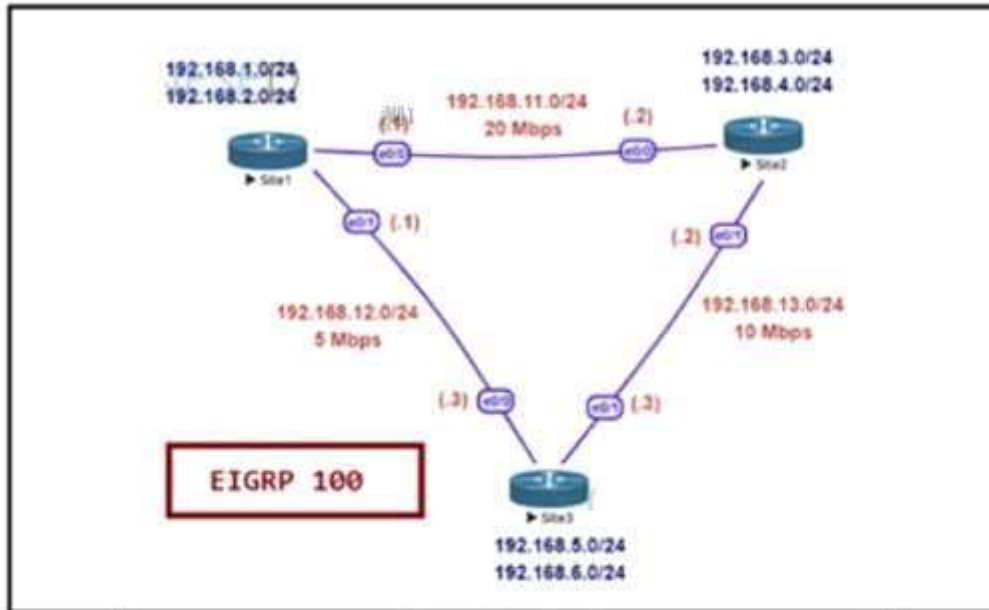 192.168.1.0/24
192.168.2.0/24
192.168.3.0/24
192.168.4.0/24
192.168.11.0/24
20 Mbps
(.1)
(.2)
e0/0
e0/0
Site1
Site2
e0/1
(.1)
(.2)
e0/1
192.168.12.0/24
5 Mbps
192.168.13.0/24
10 Mbps
(.3)
e0/0
e0/1
(.3)
EIGRP 100
Site3
192.168.5.0/24
192.168.6.0/24